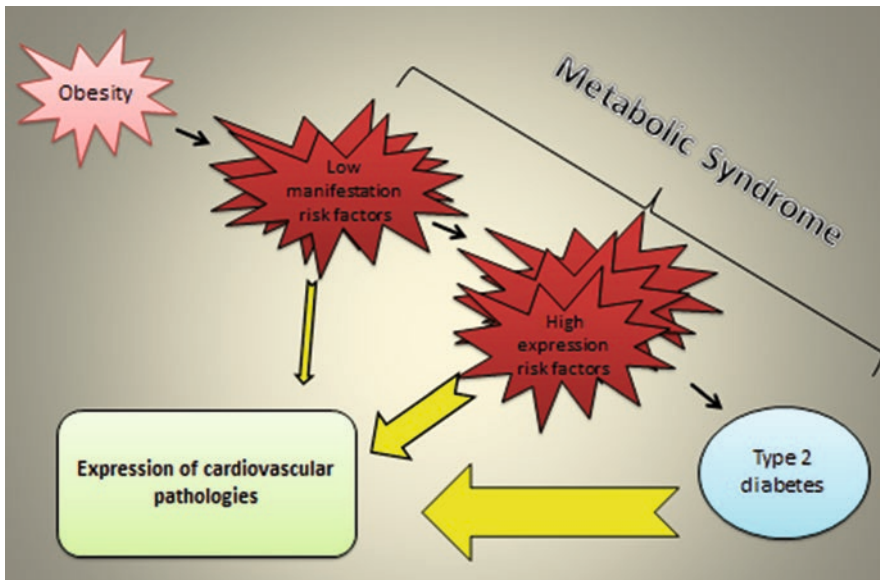 Obesity
Metabolic Syndrome
Low
manifestation
risk factors
High
expression
risk factors
Expression of cardiovascular
pathologies
Type 2
diabetes